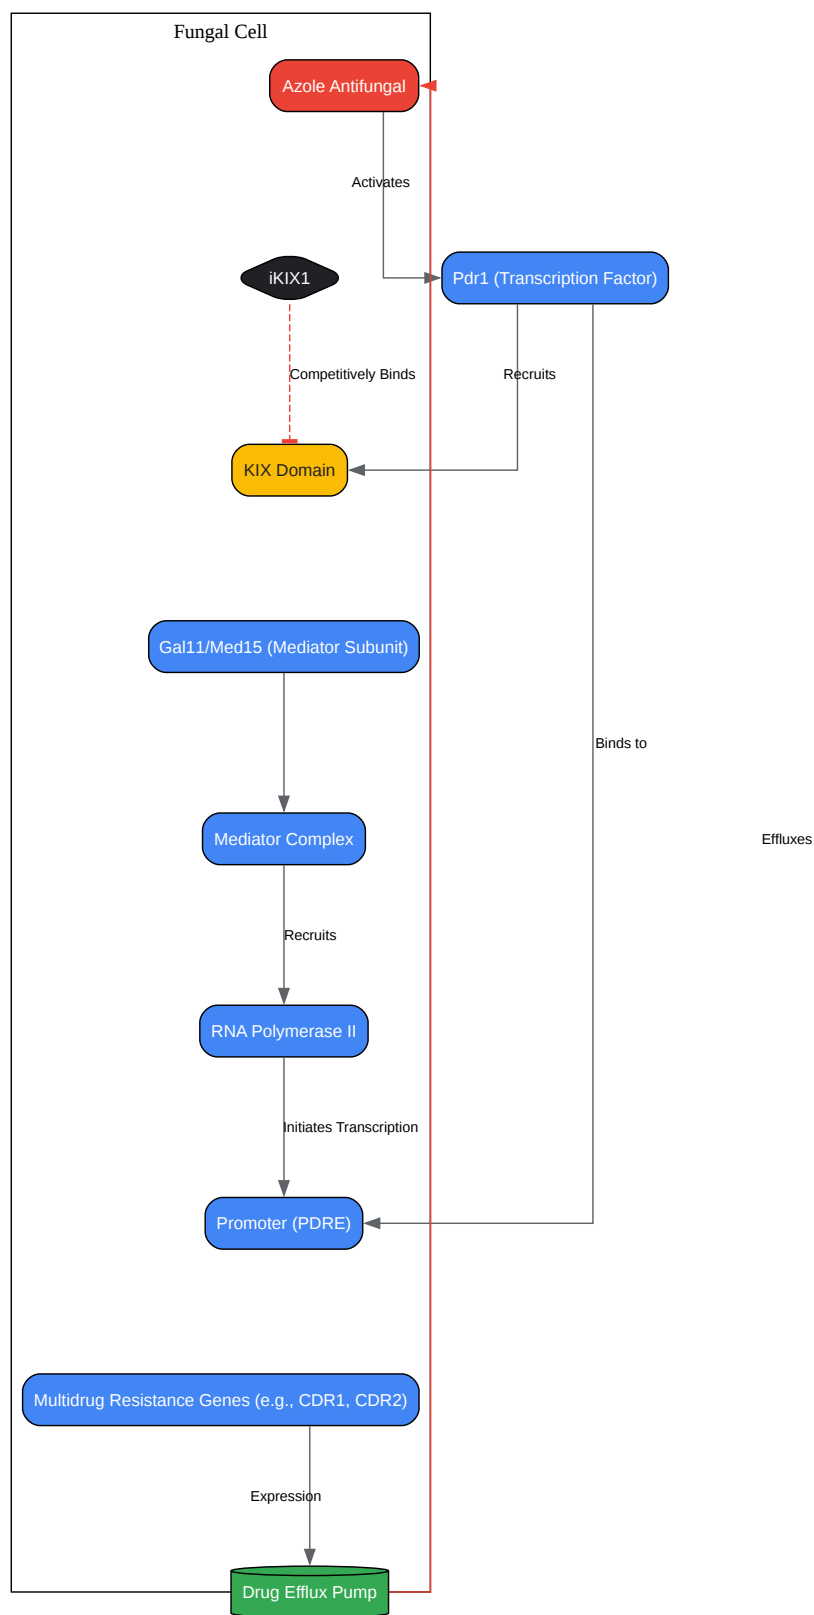 Fungal Cell
Azole Antifungal
Activates
iKIX1
Pdr1 (Transcription Factor)
Competitively Binds
Recruits
KIX Domain
Gal11/Med15 (Mediator Subunit)
Binds to
Mediator Complex
Effluxes
Recruits
RNA Polymerase II
Initiates Transcription
Promoter (PDRE)
Multidrug Resistance Genes (e.g., CDR1, CDR2)
Expression
Drug Efflux Pump